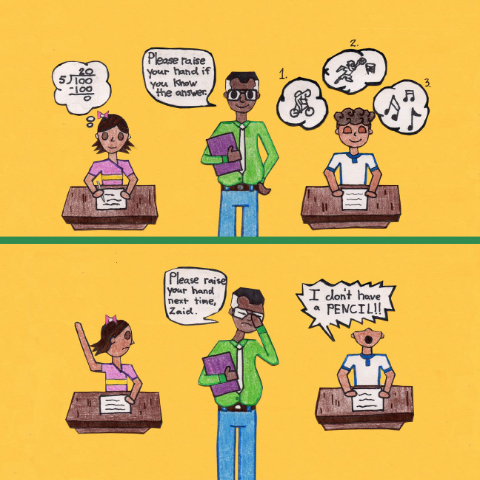 20
5)100
-100
0
Please raise
your hand if
you know
the answer.
1.
2.
3.
Please raise
your hand
next time,
Zaid.
I don't have
a PENCIL!!